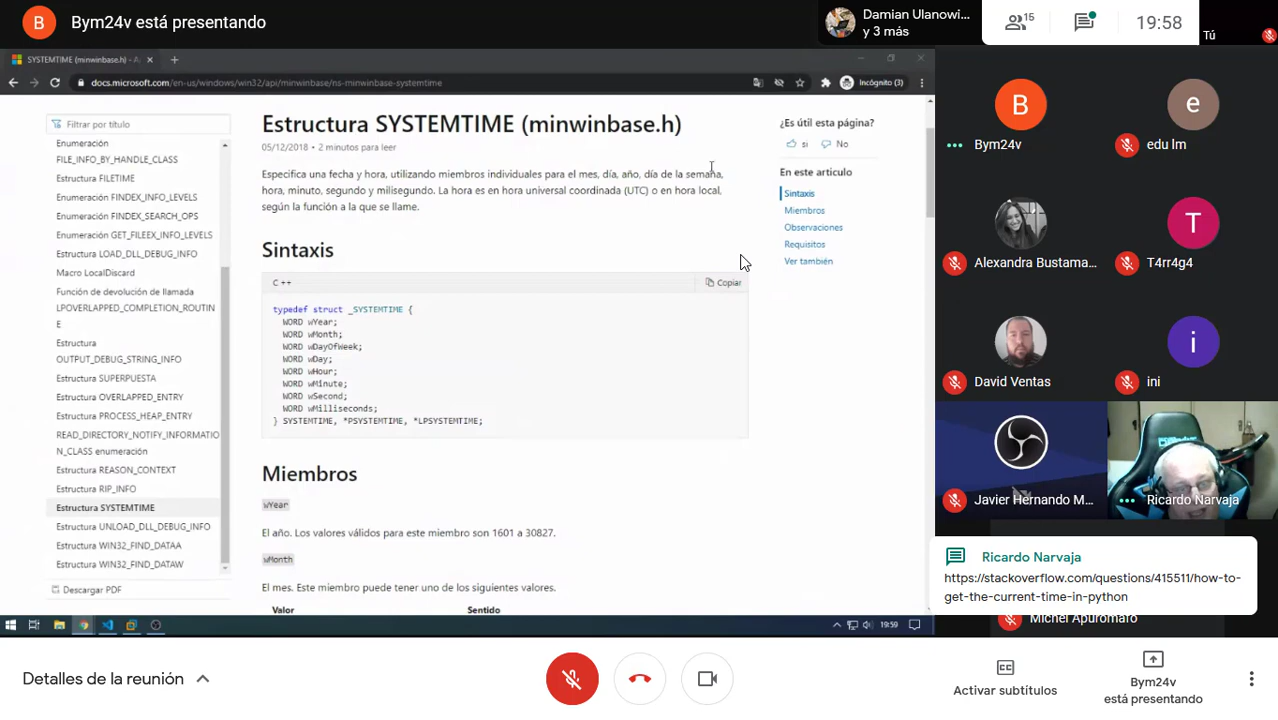 B Bym24v está presentando
Damian Ulanowi...
y 3 más
15
19:58
Tú
SYSTEMTIME (minwinbase.h) - A
docs.microsoft.com/en-us/windows/win32/api/minwinbase/ns-minwinbase-systemtime
Incógnito (3)
Filtrar por título
Enumeración
FILE_INFO_BY_HANDLE_CLASS
Estructura FILETIME
Enumeración FINDEX_INFO_LEVELS
Enumeración FINDEX_SEARCH_OPS
Enumeración GET_FILEEX_INFO_LEVELS
Estructura LOAD_DLL_DEBUG_INFO
Macro LocalDiscard
Función de devolución de llamada
LPOVERLAPPED_COMPLETION_ROUTIN
E
Estructura
OUTPUT_DEBUG_STRING_INFO
Estructura SUPERPUESTA
Estructura OVERLAPPED_ENTRY
Estructura PROCESS_HEAP_ENTRY
READ_DIRECTORY_NOTIFY_INFORMATIO
N_CLASS enumeración
Estructura REASON_CONTEXT
Estructura RIP_INFO
Estructura SYSTEMTIME
Estructura UNLOAD_DLL_DEBUG_INFO
Estructura WIN32_FIND_DATAA
Estructura WIN32_FIND_DATAW
Descargar PDF
Estructura SYSTEMTIME (minwinbase.h)
05/12/2018 • 2 minutos para leer
Especifica una fecha y hora, utilizando miembros individuales para el mes, día, año, día de la semana,
hora, minuto, segundo y milisegundo. La hora es en hora universal coordinada (UTC) o en hora local,
según la función a la que se llame.
Sintaxis
C ++
Copiar
typedef struct _SYSTEMTIME {
WORD wYear;
WORD wMonth;
WORD wDayOfWeek;
WORD wDay;
WORD wHour;
WORD wMinute;
WORD wSecond;
WORD wMilliseconds;
} SYSTEMTIME, *PSYSTEMTIME, *LPSYSTEMTIME;
Miembros
wYear
El año. Los valores válidos para este miembro son 1601 a 30827.
wMonth
El mes. Este miembro puede tener uno de los siguientes valores.
Valor Sentido
¿Es útil esta página?
si No
En este artículo
Sintaxis
Miembros
Observaciones
Requisitos
Ver también
19:59
B
Bym24v
e
edu lm
Alexandra Bustama...
T
T4rr4g4
David Ventas
i
ini
Javier Hernando M...
Ricardo Narvaja
Ricardo Narvaja
https://stackoverflow.com/questions/415511/how-to-
get-the-current-time-in-python
Michel Apuromafo
Detalles de la reunión
CC
Activar subtítulos
Bym24v
está presentando